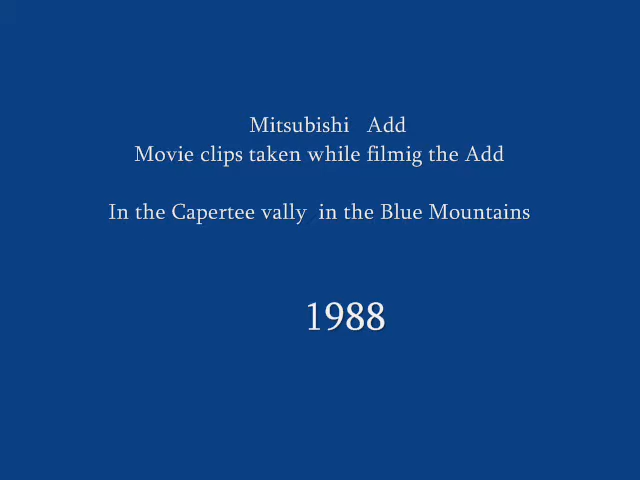 Mitsubishi Add
Movie clips taken while filmig the Add
In the Capertee vally in the Blue Mountains
1988